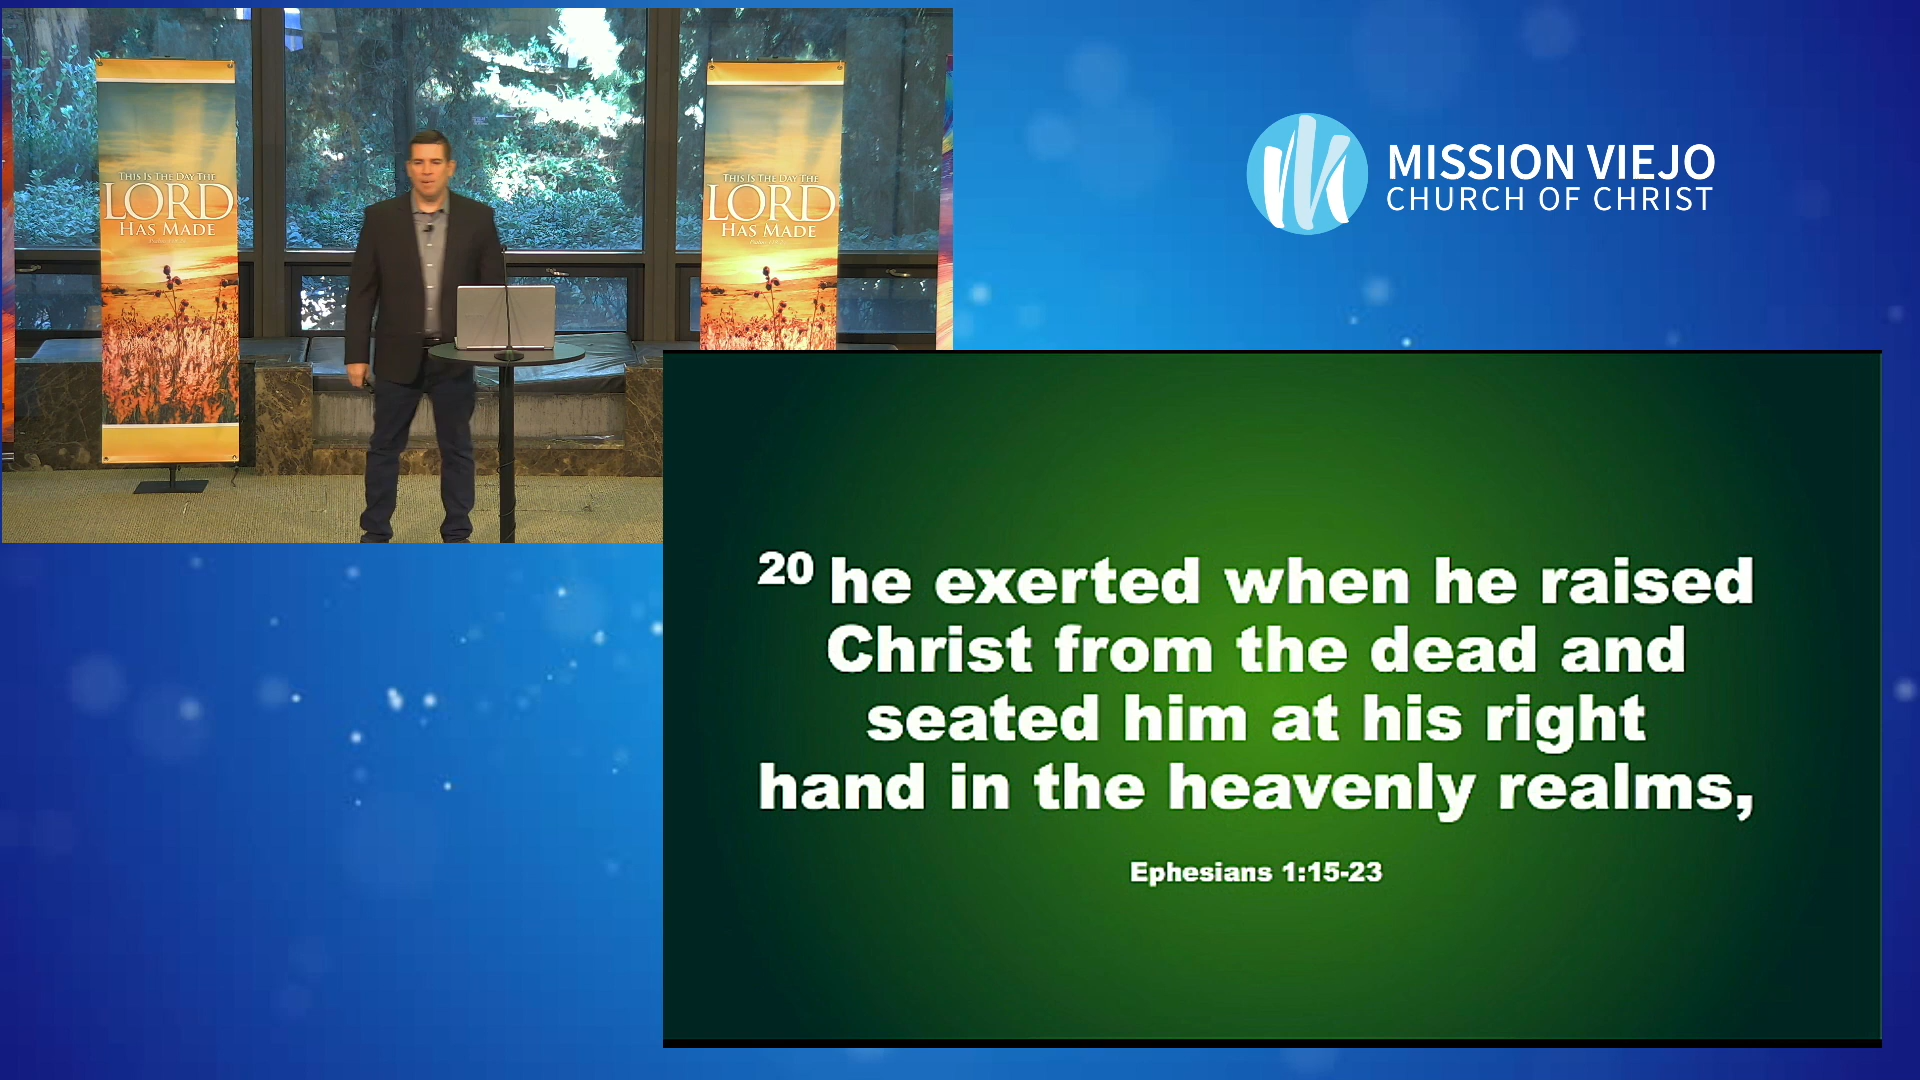 THIS IS THE DAY THE
LORD
HAS MADE
THIS IS THE DAY THE
LORD
HAS MADE
MISSION VIEJO
CHURCH OF CHRIST
20 he exerted when he raised
Christ from the dead and
seated him at his right
hand in the heavenly realms,
Ephesians 1:15-23